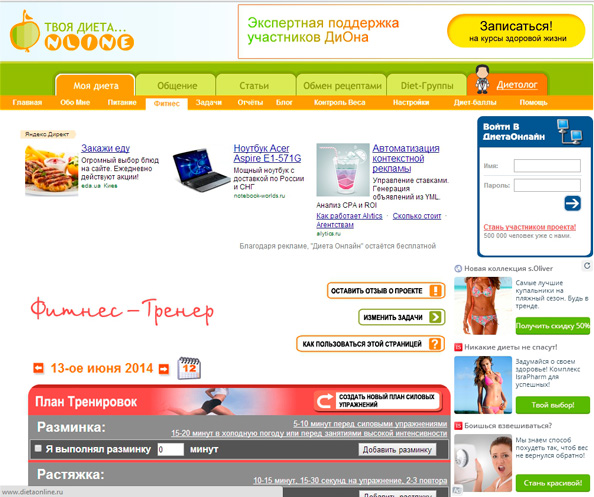 ТВОЯ ДИЕТА...
NLINE
Экспертная поддержка
участников ДиОна
Записаться!
на курсы здоровой жизни
Моя диета
Общение
Статьи
Обмен рецептами
Diet-Группы
Диетолог
Главная
Обо Мне
Питание
Фитнес
Задачи
Отчёты
Блог
Контроль Веса
Настройки
Диет-баллы
Помощь
Яндекс.Директ
Закажи еду
Огромный выбор блюд
на сайте. Ежедневно
действуют акции!
eda.ua Киев
Ноутбук Acer
Aspire E1-571G
Мощный ноутбук с
доставкой по России
и СНГ
notebook-worlds.ru
Автоматизация
контекстной
рекламы
Управление ставками.
Генерация
объявлений из YML.
Анализ CPA и ROI
Как работает Alytics · Сколько стоит ·
Агентствам
alytics.ru
Благодаря рекламе, "Диета Онлайн" остаётся бесплатной
Войти В
ДиетаОнлайн
Имя:
Пароль:
Стань участником проекта!
500 000 человек уже с нами.
Фитнес – Тренер
ОСТАВИТЬ ОТЗЫВ О ПРОЕКТЕ !
ИЗМЕНИТЬ ЗАДАЧИ
КАК ПОЛЬЗОВАТЬСЯ ЭТОЙ СТРАНИЦЕЙ ?
13-ое июня 2014
12
План Тренировок
СОЗДАТЬ НОВЫЙ ПЛАН СИЛОВЫХ
УПРАЖНЕНИЙ
Разминка:
5-10 минут перед силовыми упражнениями
15-20 минут в холодную погоду или перед занятиями высокой интенсивности
Я выполнял разминку 0 минут
Добавить разминку
Растяжка:
10-15 минут, 15-30 секунд на упражнение, 2-3 повтора
Добавить растяжку
Новая коллекция s.Oliver
Самые лучшие
купальники на
пляжный сезон. Будь в
тренде.
Получить скидку 50%
Никакие диеты не спасут!
Задумайся о своем
здоровье! Комплекс
IsraPharm для
успешных!
Твой выбор!
Боишься взвешиваться?
Мы знаем способ
похудеть так, чтоб вес
не вернулся обратно!
Стань красивой!
www.dietaonline.ru